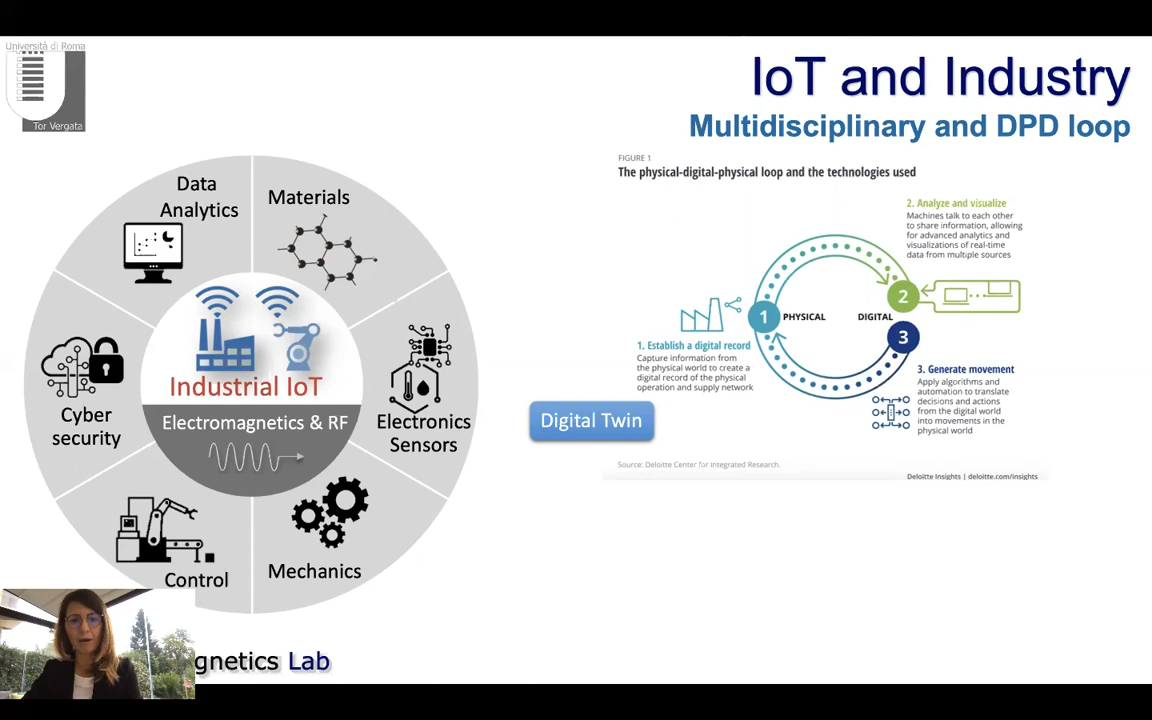 Università di Roma
Tor Vergata
IoT and Industry
Multidisciplinary and DPD loop
Data
Analytics
Materials
Cyber
security
Industrial IoT
Electromagnetics & RF
Electronics
Sensors
Control
Mechanics
gnetics Lab
FIGURE 1
The physical-digital-physical loop and the technologies used
2. Analyze and visualize
Machines talk to each other
to share information, allowing
for advanced analytics and
visualizations of real-time
data from multiple sources
1
PHYSICAL
DIGITAL
2
3
1. Establish a digital record
Capture information from
the physical world to create a
digital record of the physical
operation and supply network
3. Generate movement
Apply algorithms and
automation to translate
decisions and actions
from the digital world
into movements in the
physical world
Digital Twin
Source: Deloitte Center for Integrated Research.
Deloitte Insights | deloitte.com/insights